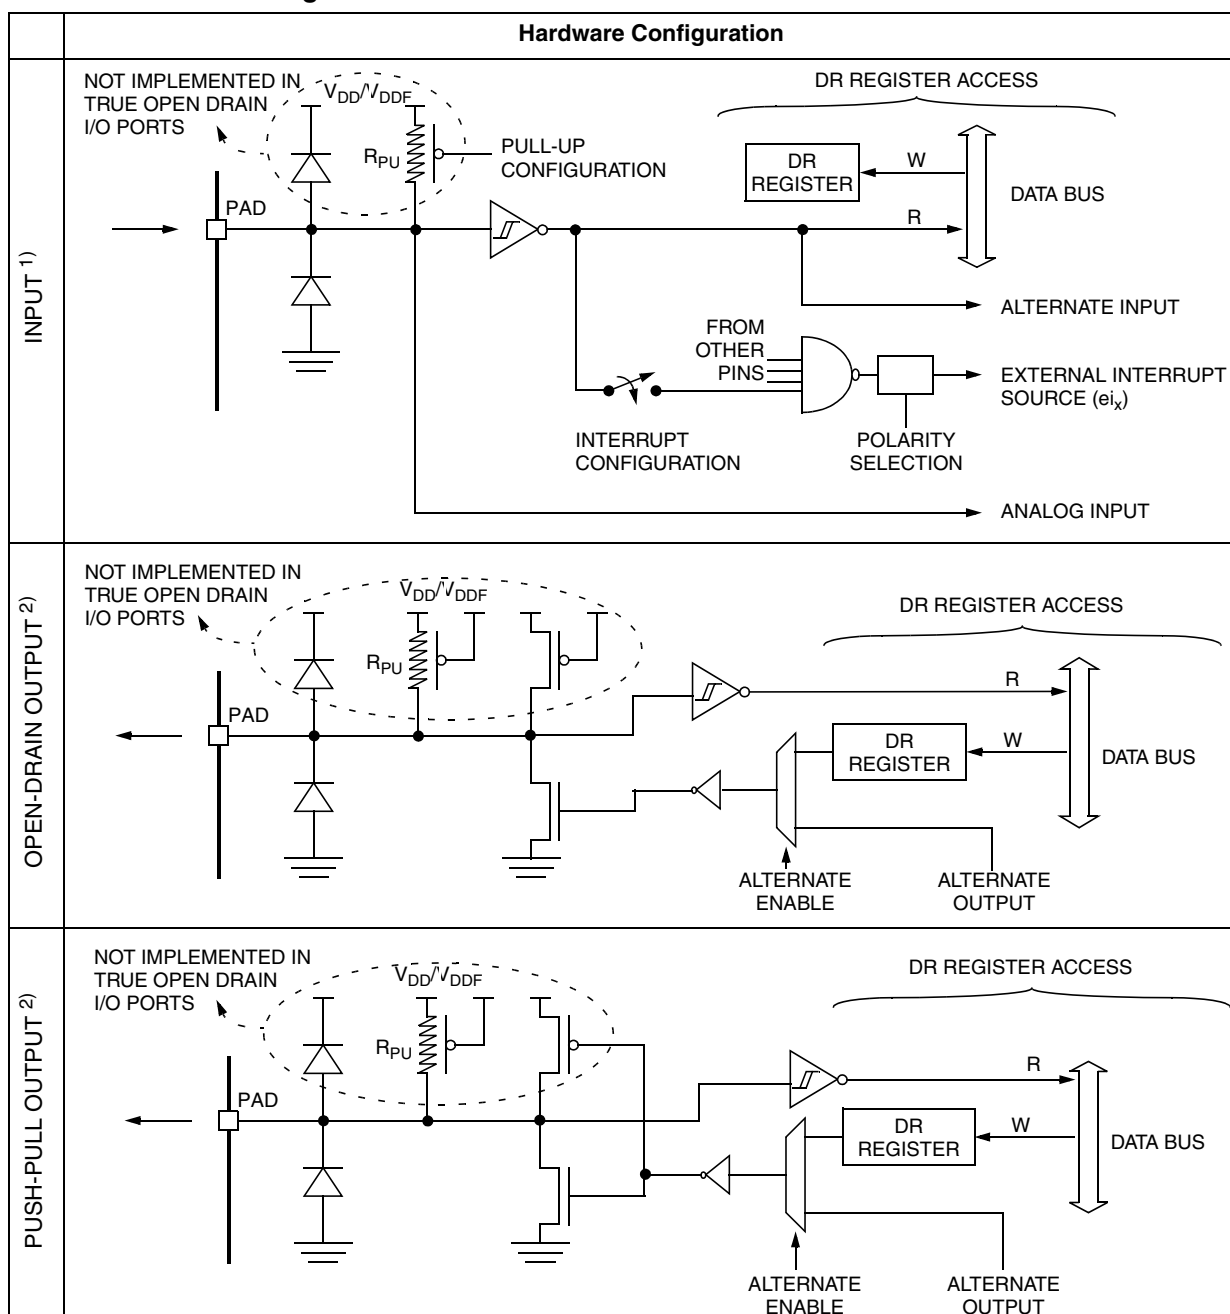 Hardware Configuration
INPUT 1)
NOT IMPLEMENTED IN
TRUE OPEN DRAIN
I/O PORTS
VDD/VDDF
RPU
PULL-UP
CONFIGURATION
PAD
DR REGISTER ACCESS
DR
REGISTER
W
R
DATA BUS
ALTERNATE INPUT
FROM
OTHER
PINS
EXTERNAL INTERRUPT
SOURCE (eix)
INTERRUPT
CONFIGURATION
POLARITY
SELECTION
ANALOG INPUT
OPEN-DRAIN OUTPUT 2)
NOT IMPLEMENTED IN
TRUE OPEN DRAIN
I/O PORTS
VDD/VDDF
RPU
PAD
DR REGISTER ACCESS
R
DR
REGISTER
W
DATA BUS
ALTERNATE
ENABLE
ALTERNATE
OUTPUT
PUSH-PULL OUTPUT 2)
NOT IMPLEMENTED IN
TRUE OPEN DRAIN
I/O PORTS
VDD/VDDF
RPU
PAD
DR REGISTER ACCESS
R
DR
REGISTER
W
DATA BUS
ALTERNATE
ENABLE
ALTERNATE
OUTPUT